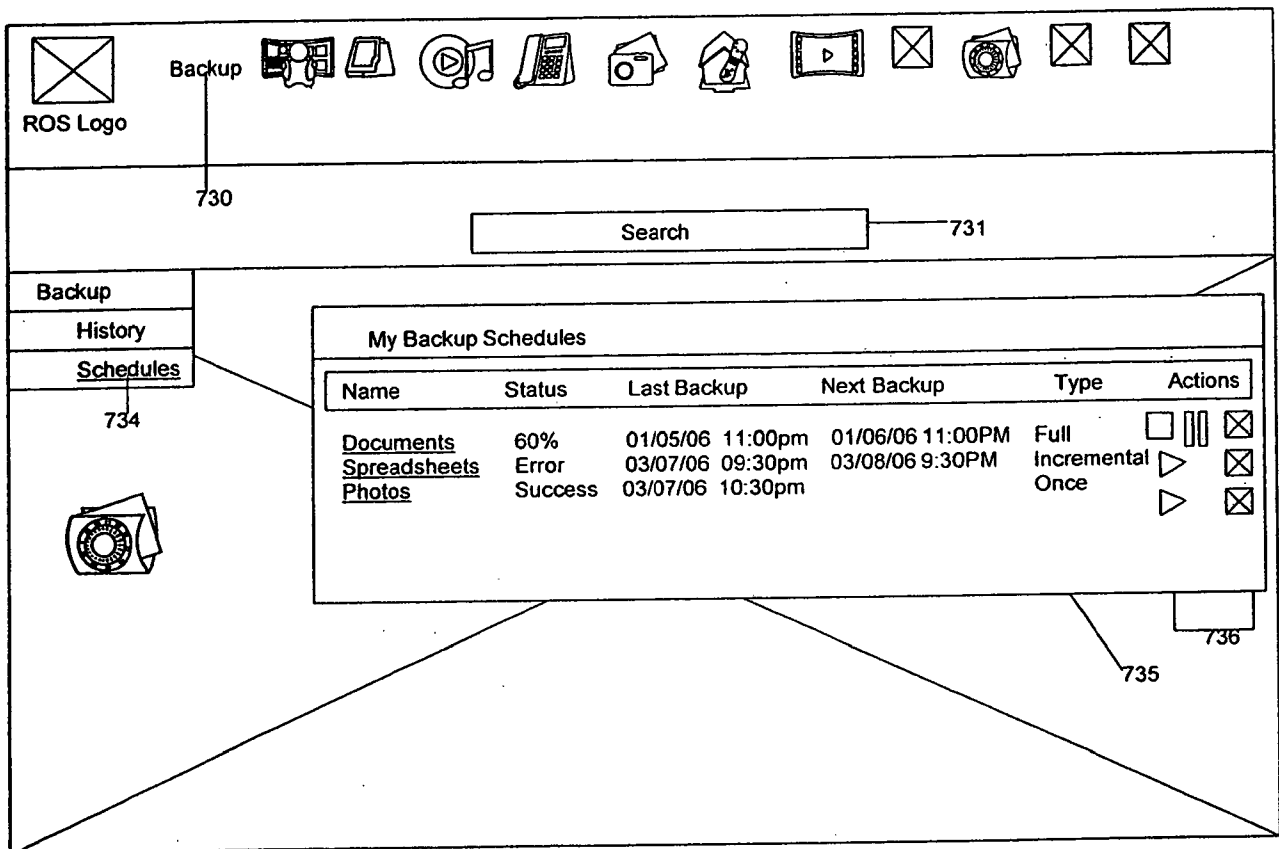 Backup
ROS Logo
730
Search
731
Backup
History
Schedules
734
My Backup Schedules
Name Status Last Backup Next Backup Type Actions
Documents 60% 01/05/06 11:00pm 01/06/06 11:00PM Full
Spreadsheets Error 03/07/06 09:30pm 03/08/06 9:30PM Incremental
Photos Success 03/07/06 10:30pm Once
736
735